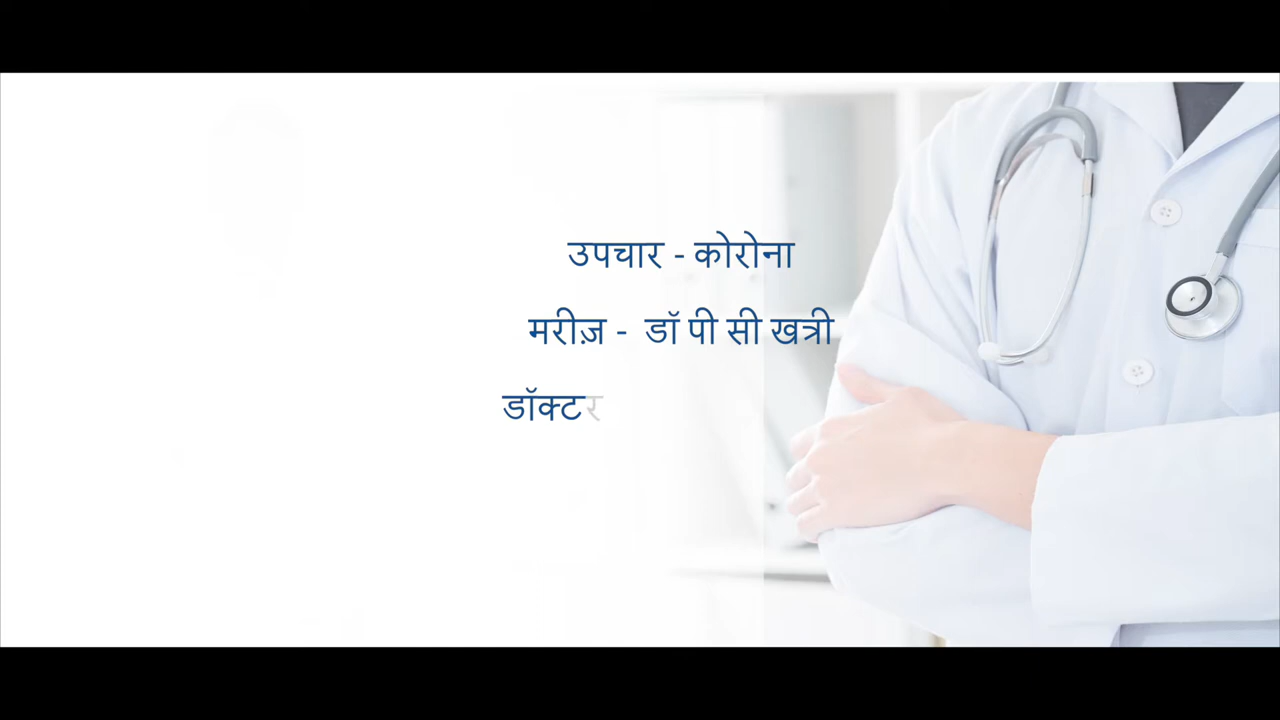 उपचार - कोरोना
मरीज़ - डॉ पी सी खत्री
डॉक्टर